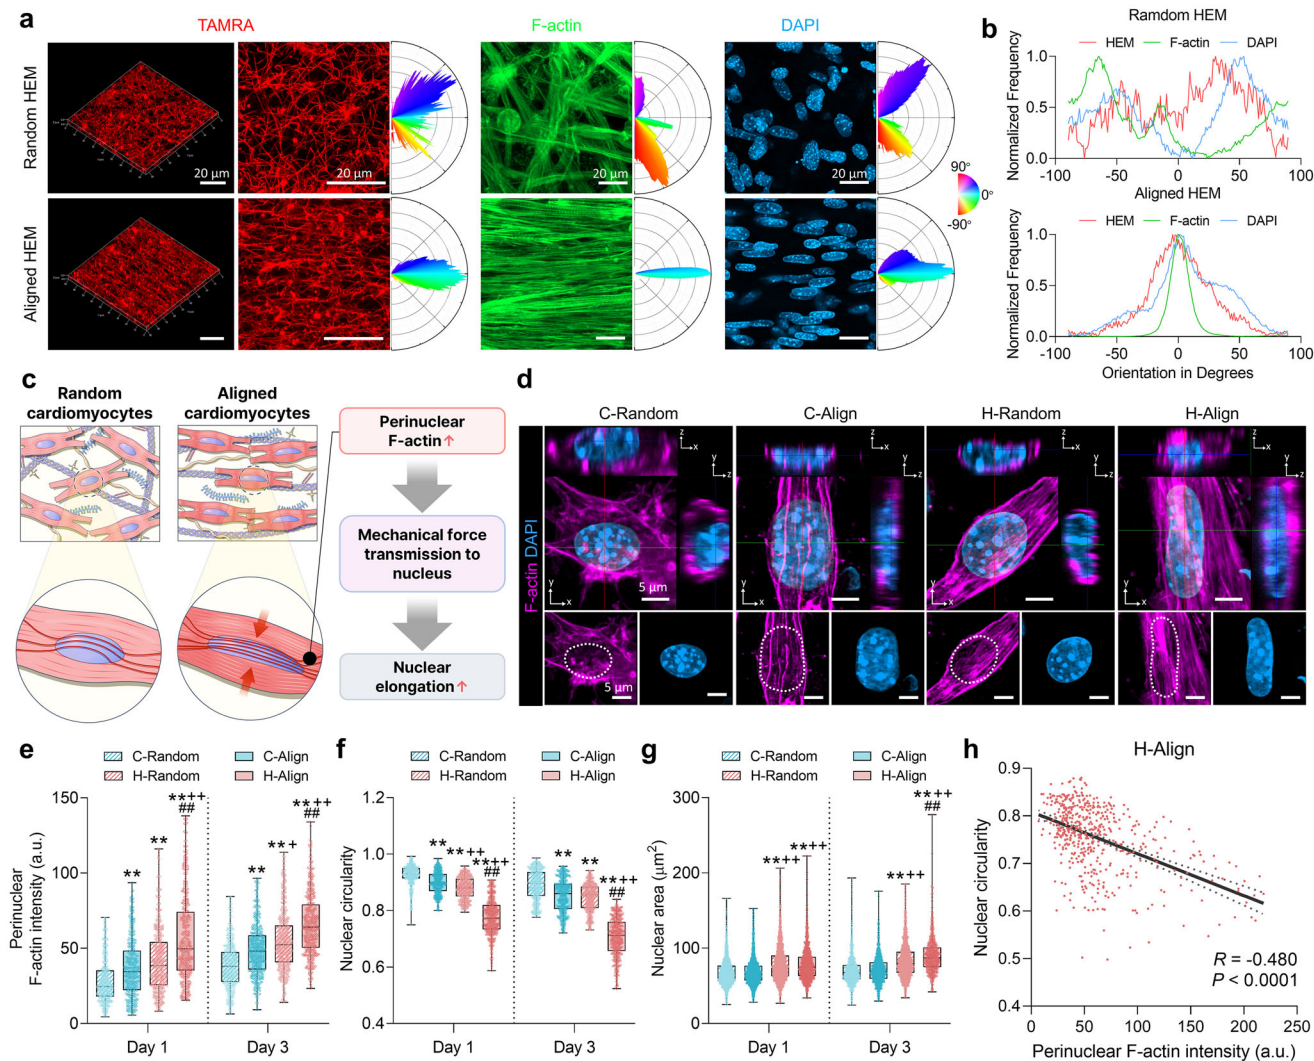 a
TAMRA
F-actin
DAPI
Random HEM
20 µm
20 µm
20 µm
20 µm
Aligned HEM
90°
0°
-90°
b
Ramdom HEM
HEM
F-actin
DAPI
Normalized Frequency
1.0
0.5
0.0
-100
-50
0
50
100
Aligned HEM
HEM
F-actin
DAPI
Normalized Frequency
1.0
0.5
0.0
-100
-50
0
50
100
Orientation in Degrees
c
Random
cardiomyocytes
Aligned
cardiomyocytes
Perinuclear
F-actin↑
Mechanical force
transmission to
nucleus
Nuclear
elongation↑
d
C-Random
C-Align
H-Random
H-Align
F-actin DAPI
z
x
y
z
z
x
y
z
z
x
y
z
z
x
y
z
y
x
5 µm
y
x
y
x
y
x
5 µm
e
C-Random
C-Align
H-Random
H-Align
Perinuclear
F-actin intensity (a.u.)
150
100
50
0
**
**
**++
##
**
**+
**++
##
Day 1
Day 3
f
C-Random
C-Align
H-Random
H-Align
Nuclear circularity
1.2
1.0
0.8
0.6
0.4
**
**++
**++
##
**
**
**++
##
Day 1
Day 3
g
C-Random
C-Align
H-Random
H-Align
Nuclear area (µm²)
300
200
100
0
**++
**++
**++
**++
##
Day 1
Day 3
h
H-Align
Nuclear circularity
0.9
0.8
0.7
0.6
0.5
0.4
R = -0.480
P < 0.0001
0
50
100
150
200
250
Perinuclear F-actin intensity (a.u.)